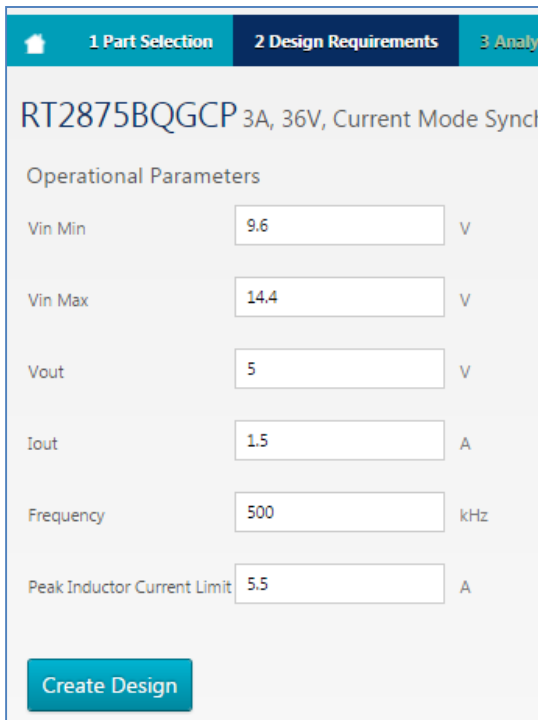 1 Part Selection 2 Design Requirements 3
RT2875BQGCP 3A, 36V, Current Mode
Operational Parameters
Vin Min 9.6 V
Vin Max 14.4 V
Vout 5 V
Iout 1.5 A
Frequency 500 kHz
Peak Inductor Current Limit 5.5 A
Create Design